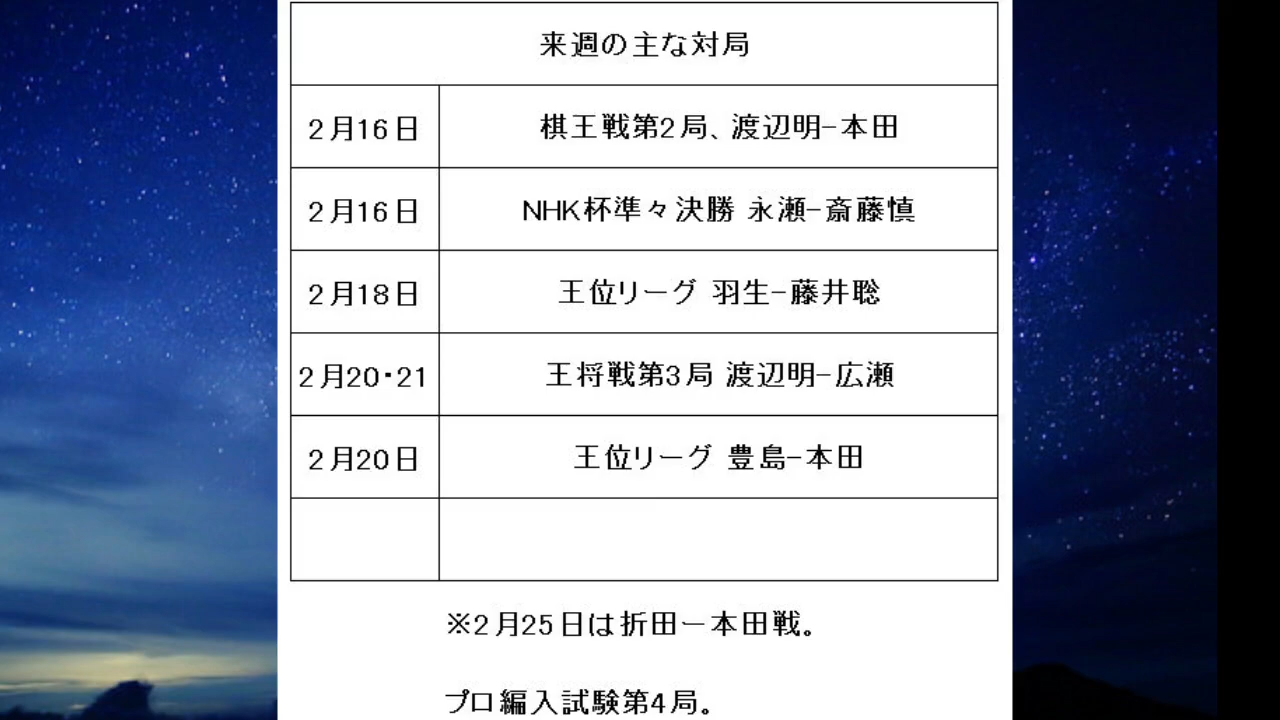 来週の主な対局
2月16日 棋王戦第2局、渡辺明-本田
2月16日 NHK杯準々決勝 永瀬-斎藤慎
2月18日 王位リーグ 羽生-藤井聡
2月20・21 王将戦第3局 渡辺明-広瀬
2月20日 王位リーグ 豊島-本田
※2月25日は折田ー本田戦。
プロ編入試験第4局。